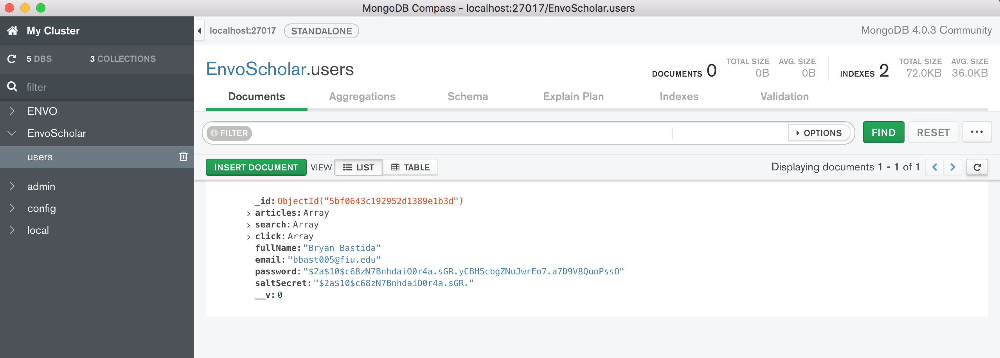 MongoDB Compass - localhost:27017/EnvoScholar.users
My Cluster
localhost:27017 STANDALONE
MongoDB 4.0.3 Community
5 DBS 3 COLLECTIONS
filter
ENVO
EnvoScholar
users
admin
config
local
EnvoScholar.users
DOCUMENTS 0 TOTAL SIZE 0B AVG. SIZE 0B
INDEXES 2 TOTAL SIZE 72.0KB AVG. SIZE 36.0KB
Documents Aggregations Schema Explain Plan Indexes Validation
FILTER OPTIONS FIND RESET ...
INSERT DOCUMENT VIEW LIST TABLE Displaying documents 1 - 1 of 1
_id: ObjectId("5bf0643c192952d1389e1b3d")
articles: Array
search: Array
click: Array
fullName: "Bryan Bastida"
email: "bbast005@fiu.edu"
password: "$2a$10$c68zN7BnhdaiO0r4a.sGR.yCBH5cbgZNuJwrEo7.a7D9V8QuoPssO"
saltSecret: "$2a$10$c68zN7BnhdaiO0r4a.sGR."
__v: 0